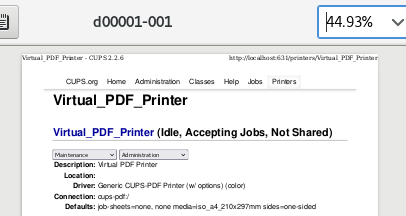 d00001-001
44.93%
Virtual_PDF_Printer - CUPS 2.2.6 http://localhost:631/printers/Virtual_PDF_Printer
CUPS.org Home Administration Classes Help Jobs Printers
Virtual_PDF_Printer
Virtual_PDF_Printer (Idle, Accepting Jobs, Not Shared)
Maintenance Administration
Description: Virtual PDF Printer
Location:
Driver: Generic CUPS-PDF Printer (w/ options) (color)
Connection: cups-pdf:/
Defaults: job-sheets=none, none media=iso_a4_210x297mm sides=one-sided